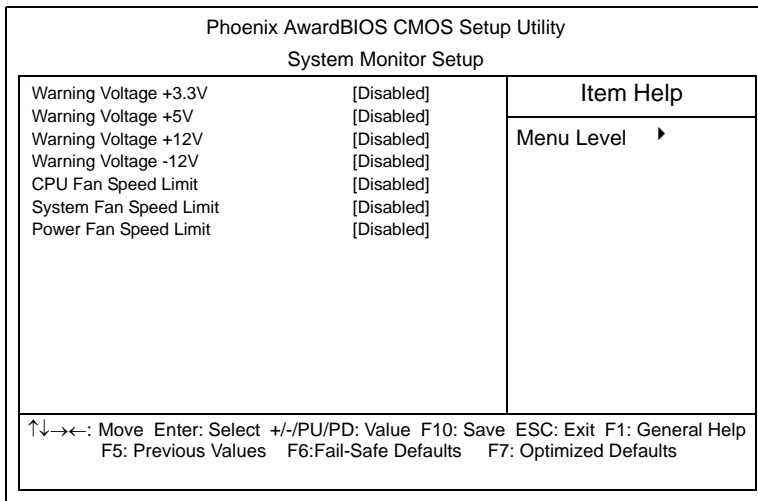 Phoenix AwardBIOS CMOS Setup Utility
System Monitor Setup
Warning Voltage +3.3V [Disabled]
Warning Voltage +5V [Disabled]
Warning Voltage +12V [Disabled]
Warning Voltage -12V [Disabled]
CPU Fan Speed Limit [Disabled]
System Fan Speed Limit [Disabled]
Power Fan Speed Limit [Disabled]
Item Help
Menu Level ▸
↑↓→←: Move Enter: Select +/-/PU/PD: Value F10: Save ESC: Exit F1: General Help
F5: Previous Values F6:Fail-Safe Defaults F7: Optimized Defaults